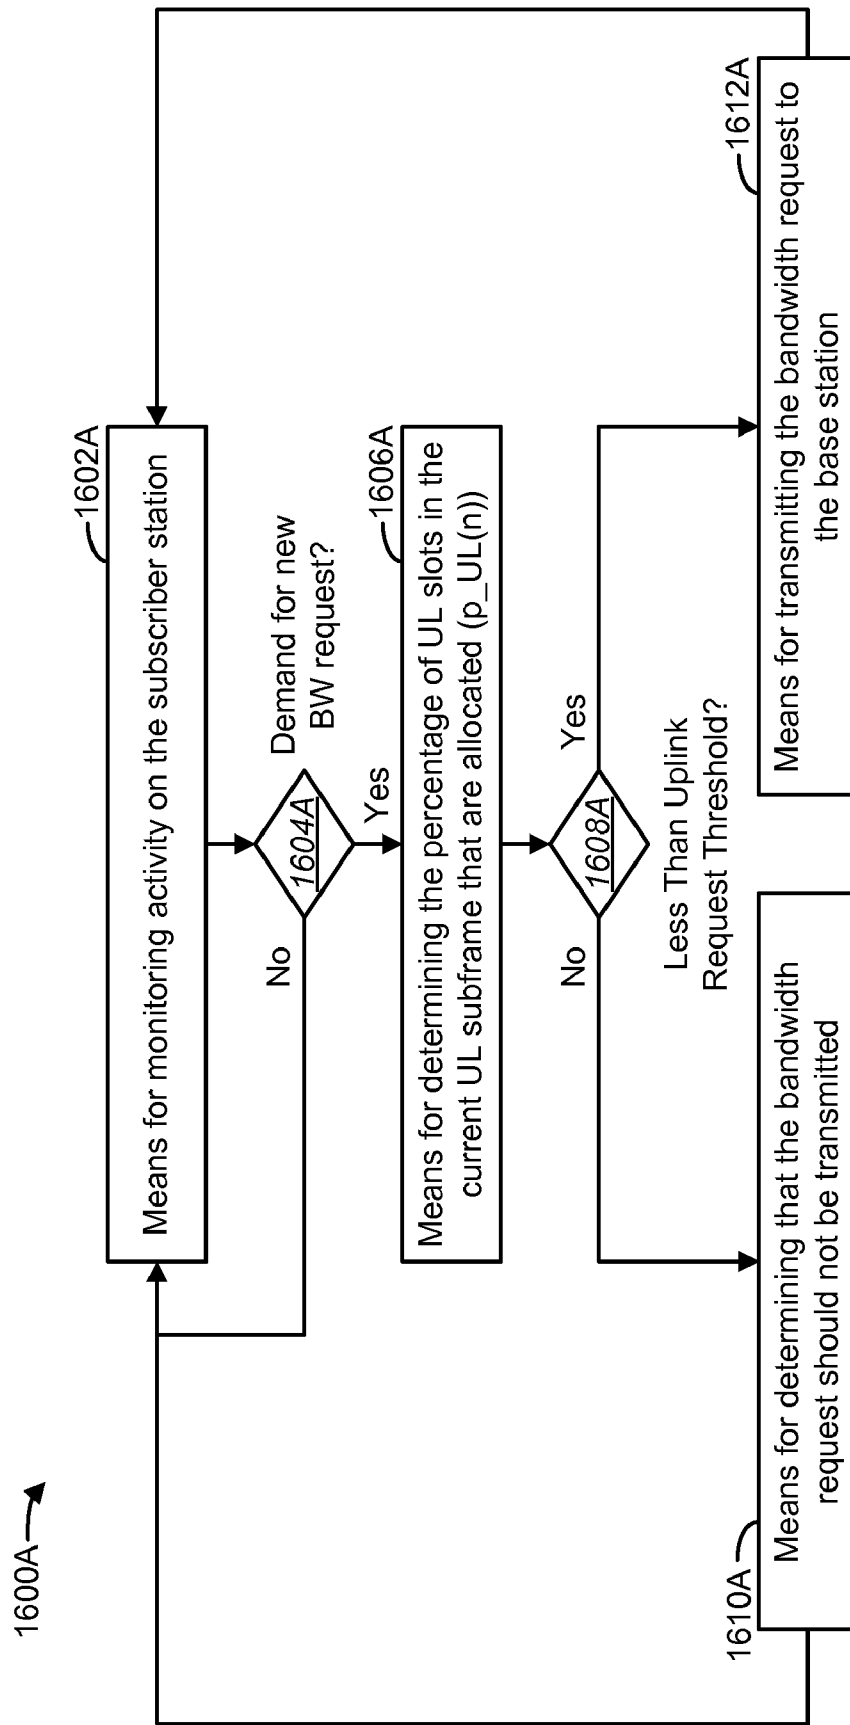 1600A
1602A
Means for monitoring activity on the subscriber station
1604A
Demand for new
BW request?
No
Yes
1606A
Means for determining the percentage of UL slots in the
current UL subframe that are allocated (p_UL(n))
1608A
No
Yes
Less Than Uplink
Request Threshold?
1610A
Means for determining that the bandwidth
request should not be transmitted
1612A
Means for transmitting the bandwidth request to
the base station